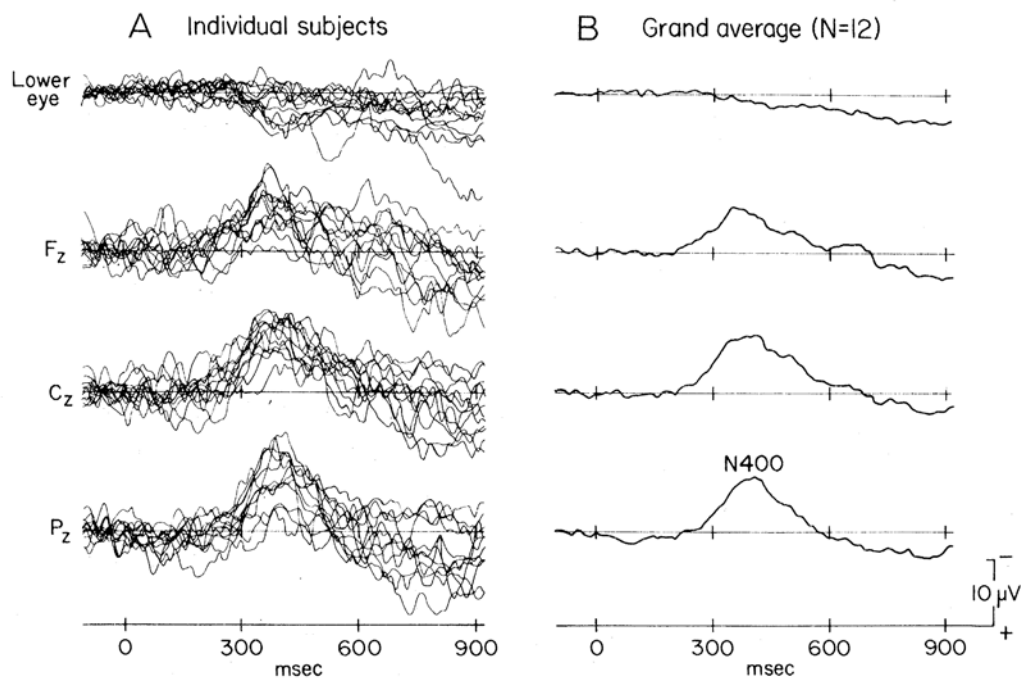 A Individual subjects
Lower
eye
Fz
Cz
Pz
0 300 600 900
msec
B Grand average (N=12)
N400
−
10 µV
+
0 300 600 900
msec